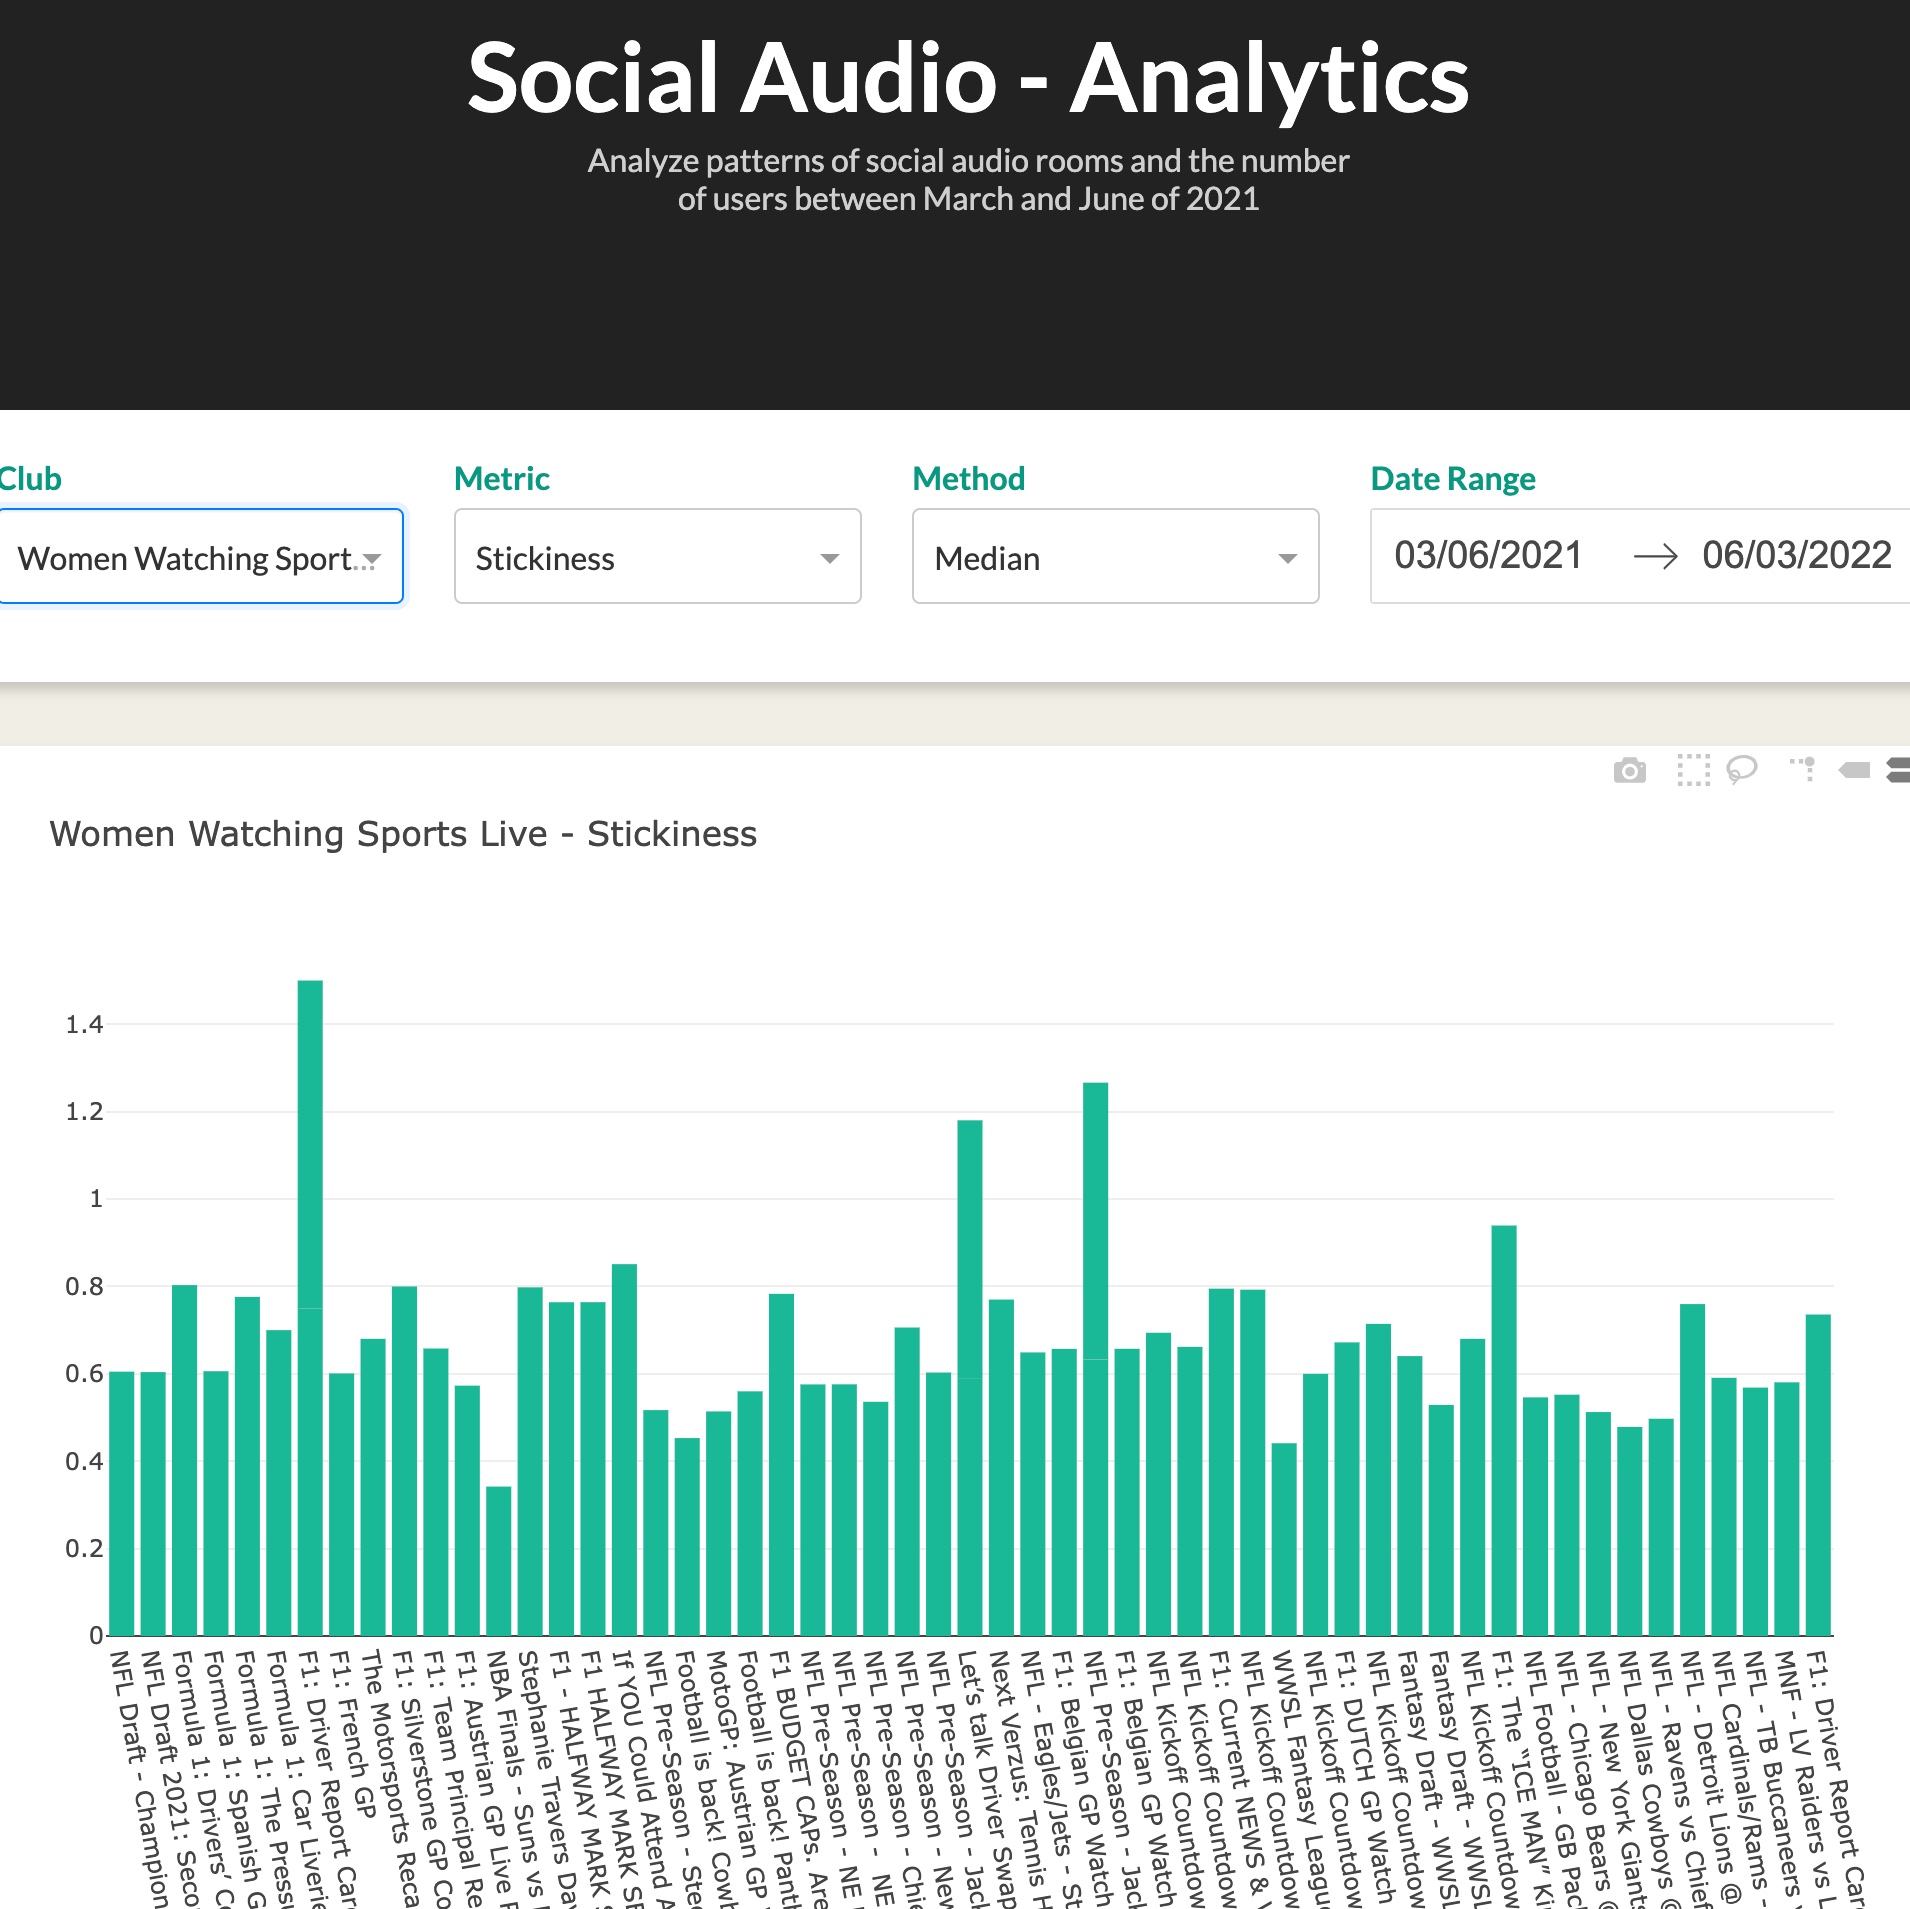 Social Audio - Analytics
Analyze patterns of social audio rooms and the number
of users between March and June of 2021
Club
Metric
Method
Date Range
Women Watching Sport...
Stickiness
Median
03/06/2021 → 06/03/2022
Women Watching Sports Live - Stickiness
1.4
1.2
1
0.8
0.6
0.4
0.2
0
NFL Draft - Champion
NFL Draft 2021: Seco
Formula 1: Drivers’ Co
Formula 1: Spanish G
Formula 1: The Pressu
Formula 1: Car Liverie
F1: Driver Report Car
F1: French GP
The Motorsports Reca
F1: Silverstone GP Co
F1: Team Principal Re
F1: Austrian GP Live R
NBA Finals - Suns vs
Stephanie Travers Day
F1 - HALFWAY MARK S
F1 HALFWAY MARK SE
If YOU Could Attend A
NFL Pre-Season - Stee
Football is back! Cowb
MotoGP: Austrian GP
Football is back! Panth
F1 BUDGET CAPs. Are
NFL Pre-Season - NE
NFL Pre-Season - NE
NFL Pre-Season - Chie
NFL Pre-Season - New
NFL Pre-Season - Jack
Let’s talk Driver Swap
Next Verzus: Tennis H
NFL - Eagles/Jets - St
F1: Belgian GP Watch
NFL Pre-Season - Jack
F1: Belgian GP Watch
NFL Kickoff Countdow
NFL Kickoff Countdow
F1: Current NEWS & V
NFL Kickoff Countdow
WWSL Fantasy Leagu
NFL Kickoff Countdow
F1: DUTCH GP Watch
NFL Kickoff Countdow
Fantasy Draft - WWSL
Fantasy Draft - WWSL
NFL Kickoff Countdow
F1: The “ICE MAN” Ki
NFL Football - GB Pack
NFL - Chicago Bears @
NFL - New York Giants
NFL Dallas Cowboys @
NFL - Ravens vs Chief
NFL - Detroit Lions @
NFL Cardinals/Rams -
NFL - TB Buccaneers v
MNF - LV Raiders vs L
F1: Driver Report Car